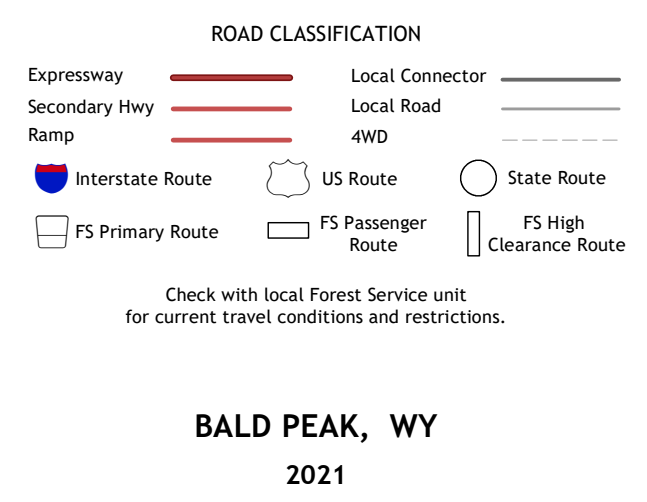 ROAD CLASSIFICATION
Expressway
Local Connector
Secondary Hwy
Local Road
Ramp
4WD
Interstate Route
US Route
State Route
FS Primary Route
FS Passenger
Route
FS High
Clearance Route
Check with local Forest Service unit
for current travel conditions and restrictions.
BALD PEAK, WY
2021